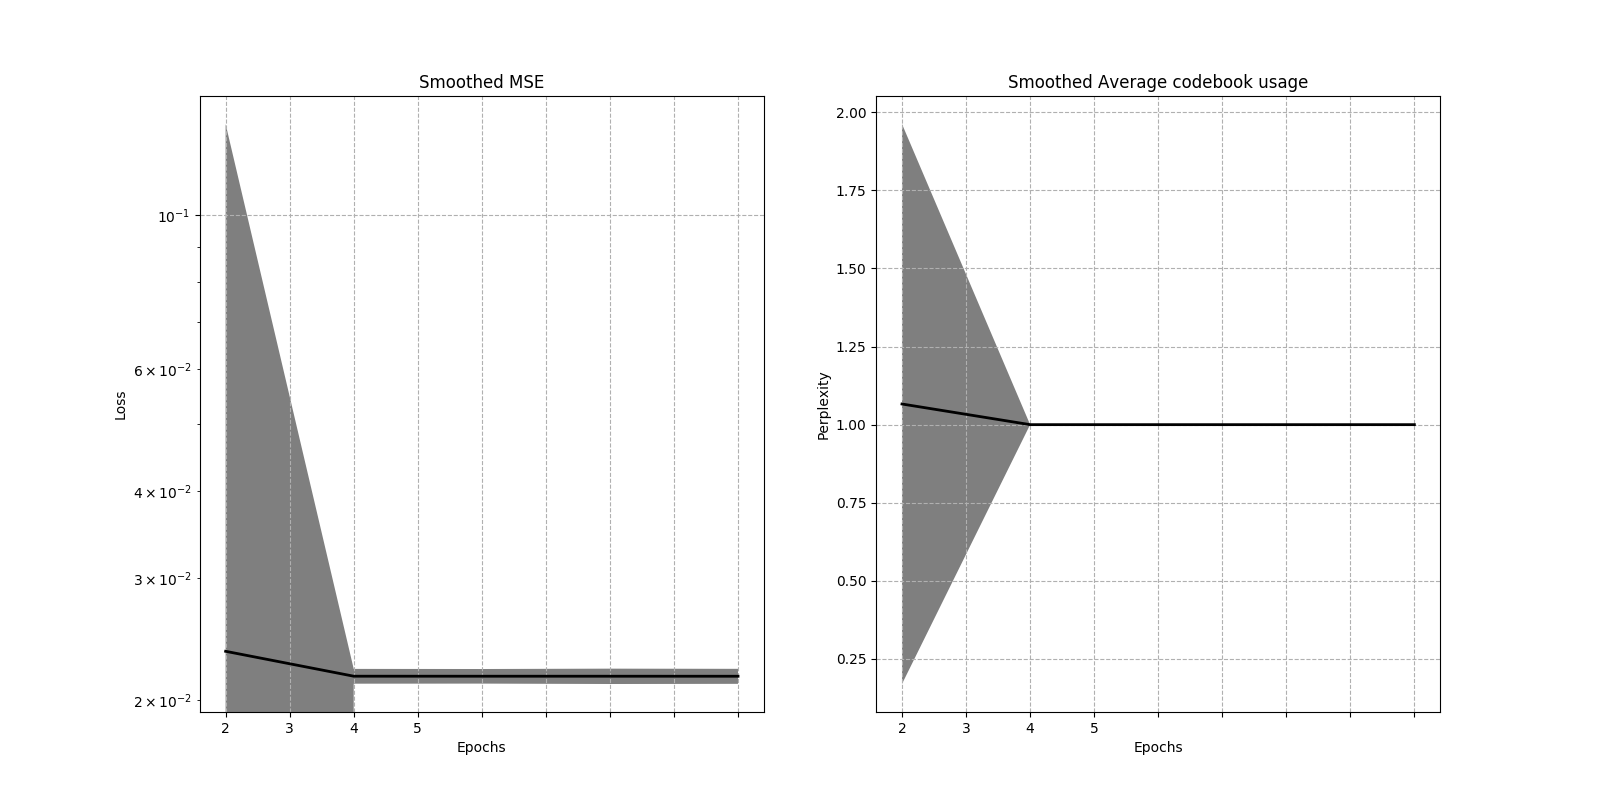 Smoothed MSE
Loss
10⁻¹
6 × 10⁻²
4 × 10⁻²
3 × 10⁻²
2 × 10⁻²
2 3 4 5
Epochs
Smoothed Average codebook usage
Perplexity
2.00
1.75
1.50
1.25
1.00
0.75
0.50
0.25
2 3 4 5
Epochs